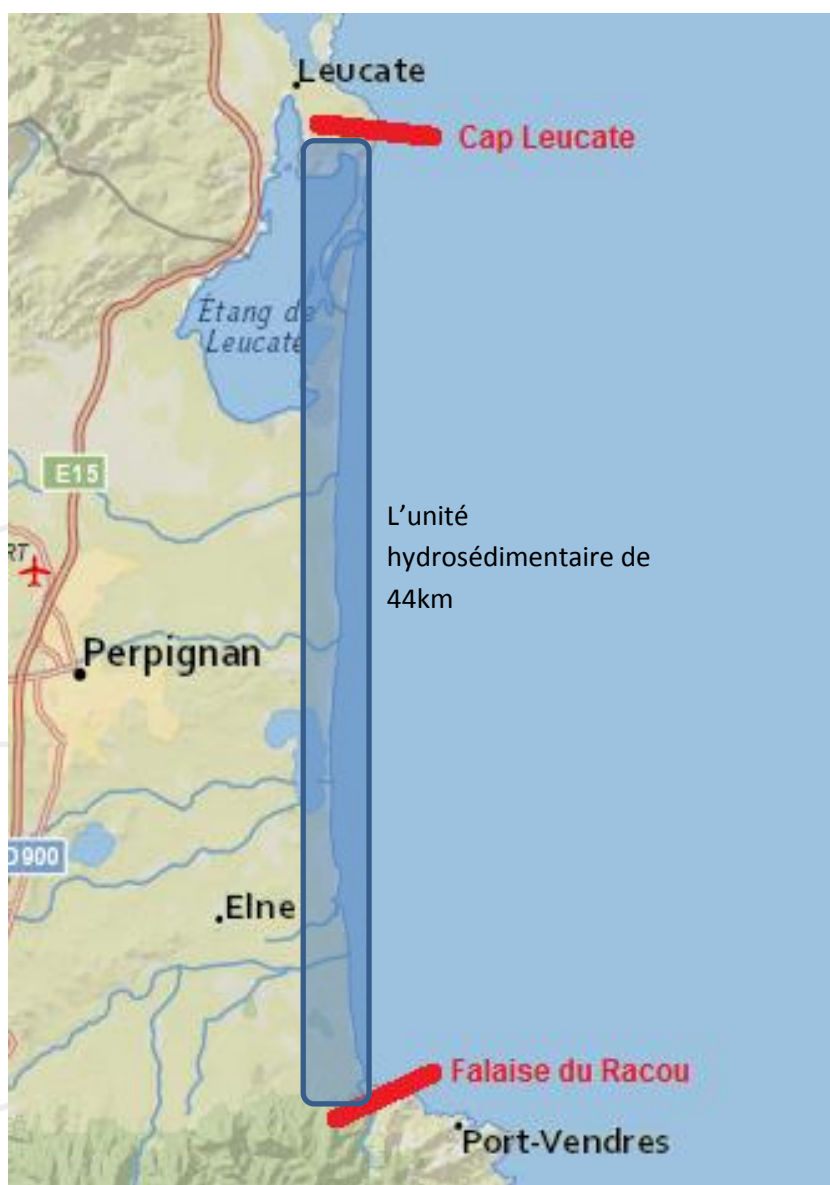 Leucate
Cap Leucate
Étang de
Leucate
E15
L'unité
hydrosédimentaire de
44km
RT
Perpignan
D900
Elne
Falaise du Racou
Port-Vendres